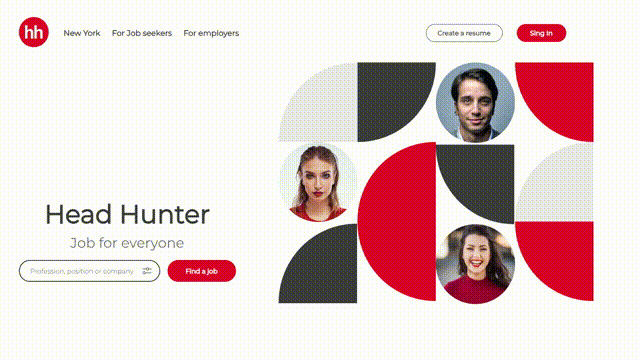 hh
New York For Job seekers For employers
Create a resume
Sing in
Head Hunter
Job for everyone
Profession, position or company
Find a job